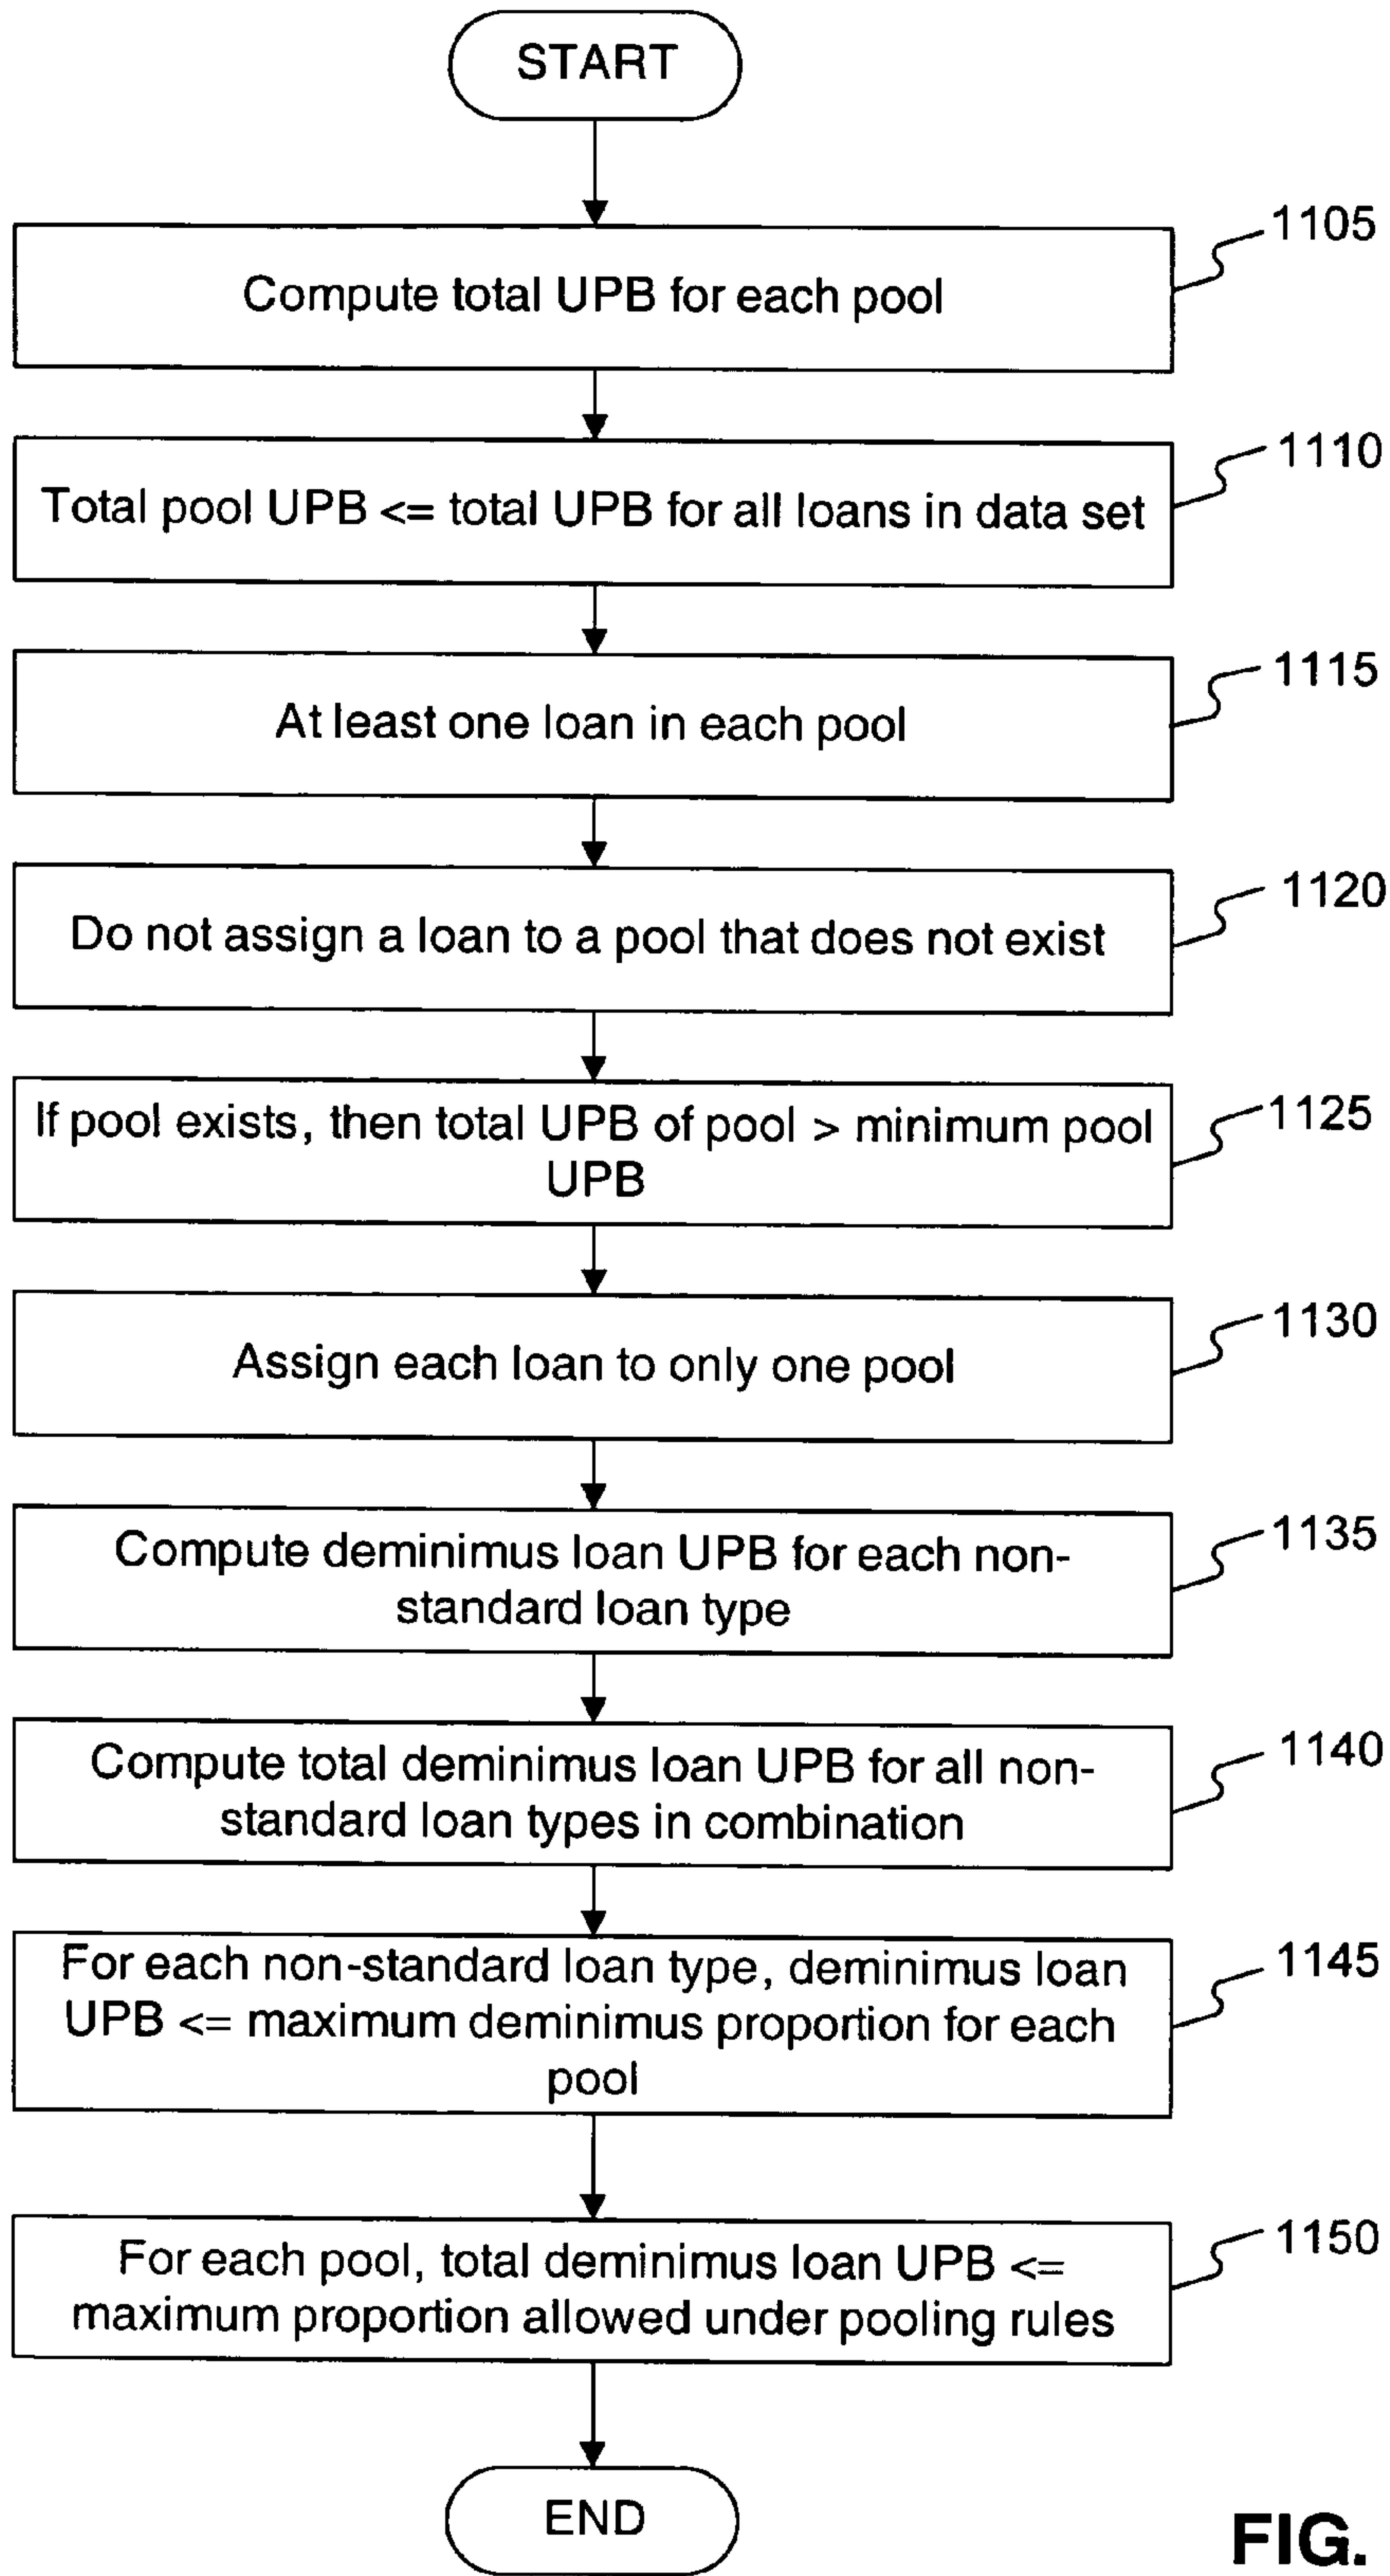 START
1105
Compute total UPB for each pool
1110
Total pool UPB <= total UPB for all loans in data set
1115
At least one loan in each pool
1120
Do not assign a loan to a pool that does not exist
1125
If pool exists, then total UPB of pool > minimum pool
UPB
1130
Assign each loan to only one pool
1135
Compute deminimus loan UPB for each non-
standard loan type
1140
Compute total deminimus loan UPB for all non-
standard loan types in combination
1145
For each non-standard loan type, deminimus loan
UPB <= maximum deminimus proportion for each
pool
1150
For each pool, total deminimus loan UPB <=
maximum proportion allowed under pooling rules
END
FIG.